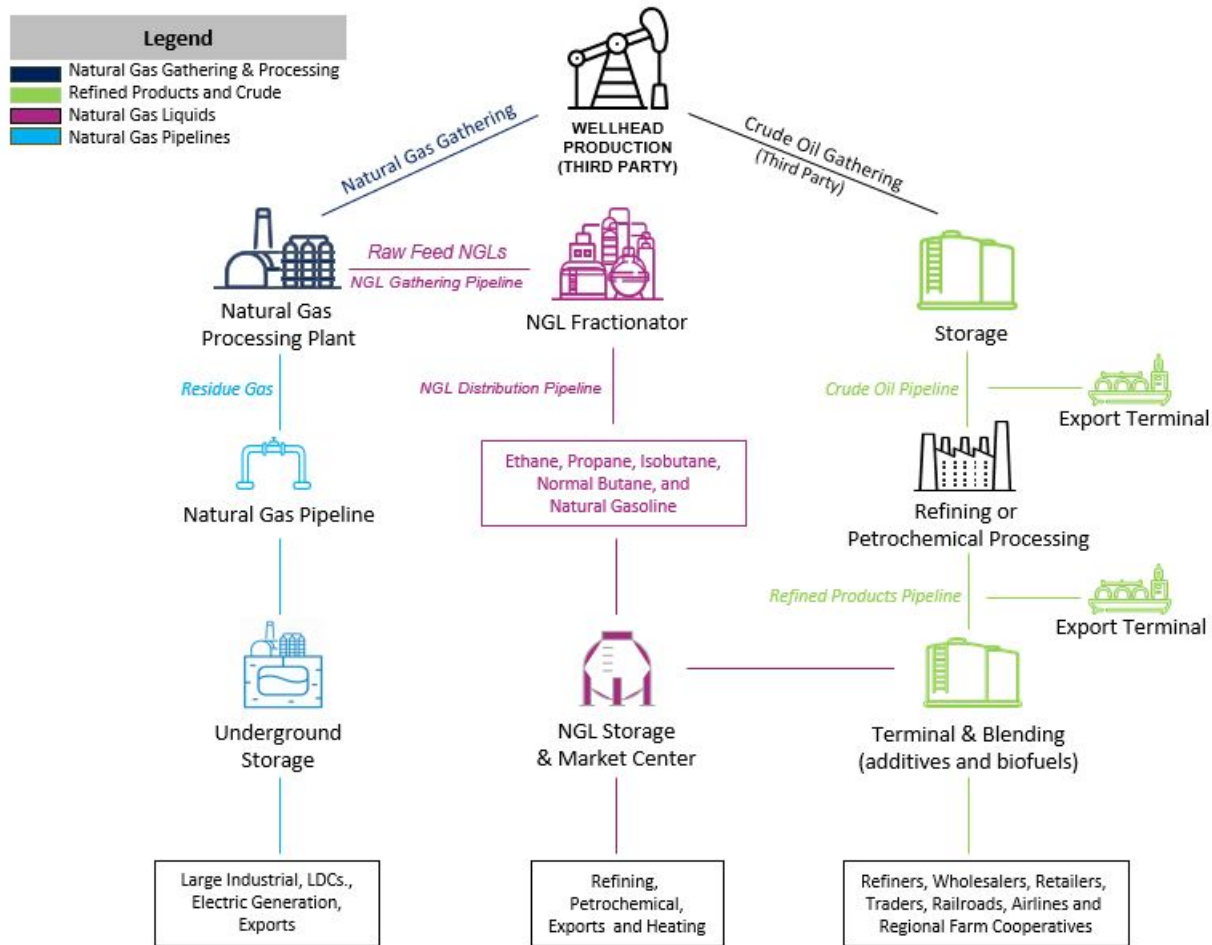 Legend
Natural Gas Gathering & Processing
Refined Products and Crude
Natural Gas Liquids
Natural Gas Pipelines
WELLHEAD
PRODUCTION
(THIRD PARTY)
Natural Gas Gathering
Crude Oil Gathering
(Third Party)
Raw Feed NGLs
NGL Gathering Pipeline
Natural Gas
Processing Plant
NGL Fractionator
Storage
Residue Gas
NGL Distribution Pipeline
Crude Oil Pipeline
Export Terminal
Ethane, Propane, Isobutane,
Normal Butane, and
Natural Gasoline
Natural Gas Pipeline
Refining or
Petrochemical Processing
Refined Products Pipeline
Export Terminal
Underground
Storage
NGL Storage
& Market Center
Terminal & Blending
(additives and biofuels)
Large Industrial, LDCs.,
Electric Generation,
Exports
Refining,
Petrochemical,
Exports and Heating
Refiners, Wholesalers, Retailers,
Traders, Railroads, Airlines and
Regional Farm Cooperatives